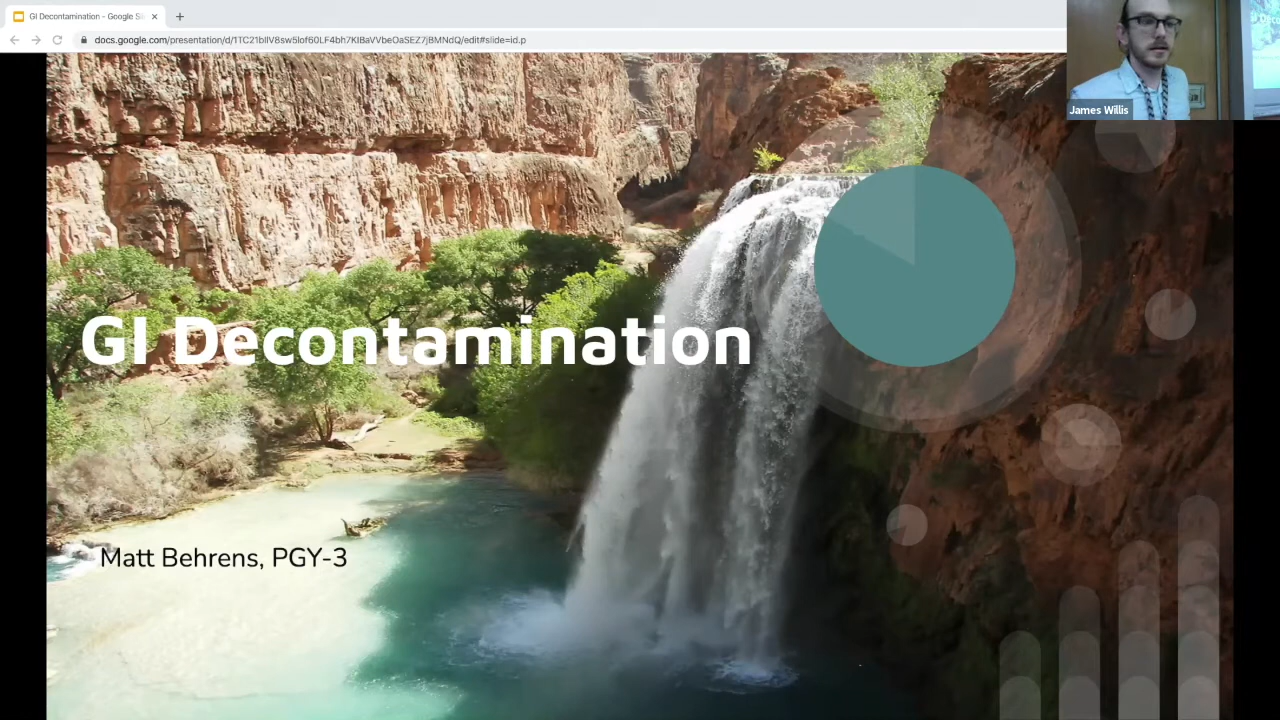 GI Decontamination - Google Sli
docs.google.com/presentation/d/1TC21bIIV8sw5lof60LF4bh7KIBaVVbeOaSEZ7jBMNdQ/edit#slide=id.p
James Willis
GI Decontamination
Matt Behrens, PGY-3